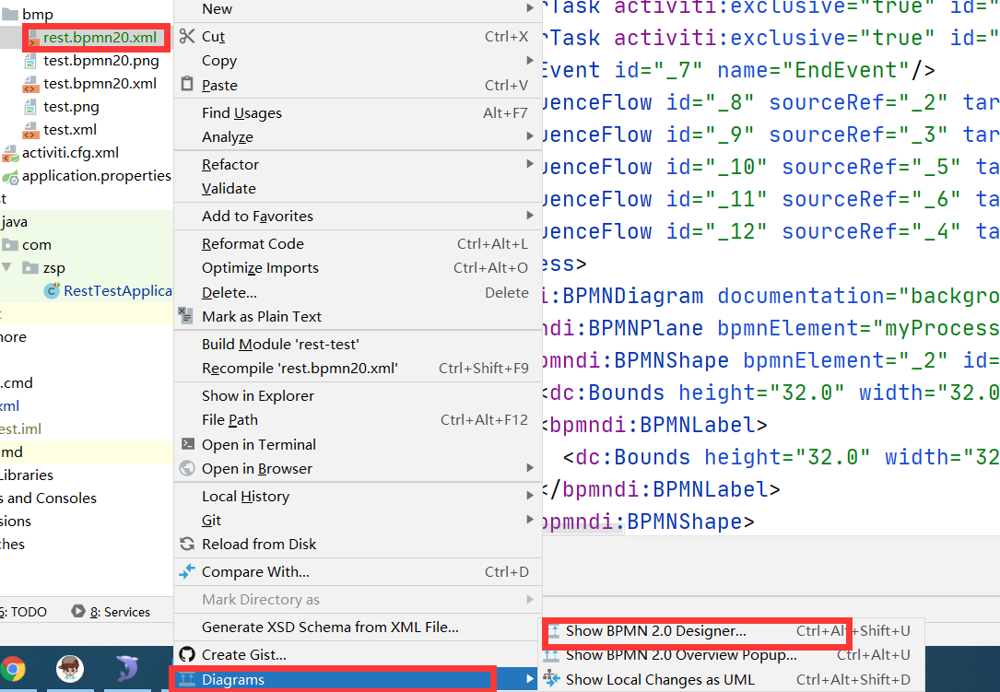 bmp
rest.bpmn20.xml
test.bpmn20.png
test.bpmn20.xml
test.png
test.xml
activiti.cfg.xml
application.properties
java
com
zsp
RestTestApplica
.cmd
Libraries
s and Consoles
: TODO
8: Services
New
Cut Ctrl+X
Copy
Paste Ctrl+V
Find Usages Alt+F7
Analyze
Refactor
Validate
Add to Favorites
Reformat Code Ctrl+Alt+L
Optimize Imports Ctrl+Alt+O
Delete... Delete
Mark as Plain Text
Build Module 'rest-test'
Recompile 'rest.bpmn20.xml' Ctrl+Shift+F9
Show in Explorer
File Path Ctrl+Alt+F12
Open in Terminal
Open in Browser
Local History
Git
Reload from Disk
Compare With... Ctrl+D
Mark Directory as
Generate XSD Schema from XML File...
Create Gist...
Diagrams
rTask activiti:exclusive="true" id="
rTask activiti:exclusive="true" id="
Event id="_7" name="EndEvent"/>
uenceFlow id="_8" sourceRef="_2" tar
uenceFlow id="_9" sourceRef="_3" tar
uenceFlow id="_10" sourceRef="_5" ta
uenceFlow id="_11" sourceRef="_6" ta
uenceFlow id="_12" sourceRef="_4" ta
ess>
i:BPMNDiagram documentation="backgro
ndi:BPMNPlane bpmnElement="myProcess
pmndi:BPMNShape bpmnElement="_2" id=
<dc:Bounds height="32.0" width="32.0
<bpmndi:BPMNLabel>
<dc:Bounds height="32.0" width="32
</bpmndi:BPMNLabel>
bpmndi:BPMNShape>
Show BPMN 2.0 Designer... Ctrl+Alt+Shift+U
Show BPMN 2.0 Overview Popup... Ctrl+Alt+U
Show Local Changes as UML Ctrl+Alt+Shift+D